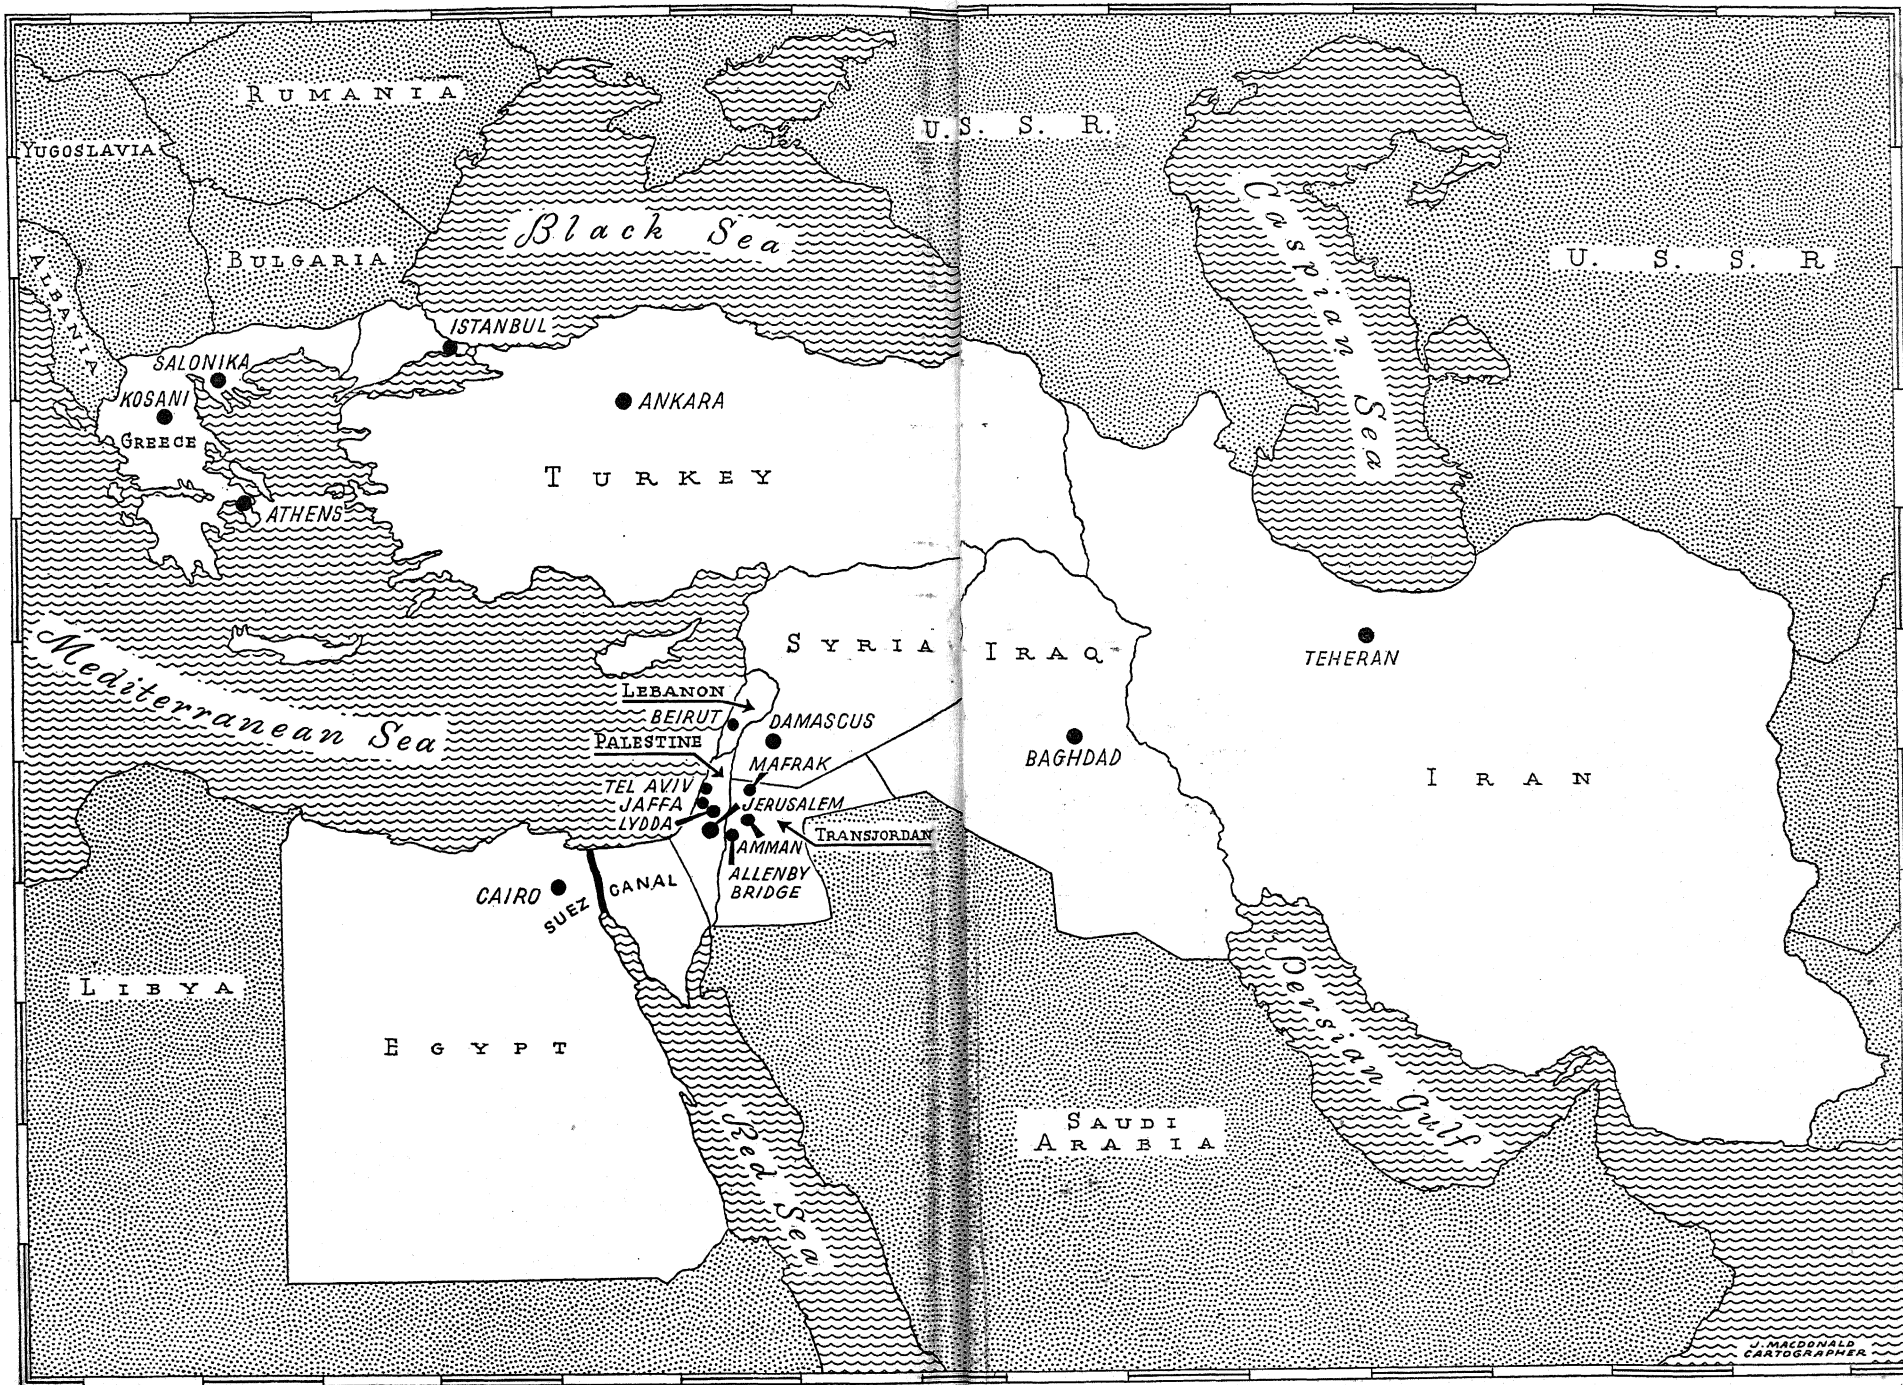 RUMANIA
U. S. S. R.
YUGOSLAVIA
Black Sea
Caspian Sea
U. S. S. R
BULGARIA
ALBANIA
ISTANBUL
SALONIKA
KOSANI
ANKARA
GREECE
TURKEY
ATHENS
Mediterranean Sea
SYRIA
IRAQ
TEHERAN
LEBANON
BEIRUT
DAMASCUS
PALESTINE
MAFRAK
BAGHDAD
IRAN
TEL AVIV
JAFFA
JERUSALEM
LYDDA
TRANSJORDAN
AMMAN
ALLENBY
BRIDGE
CAIRO
SUEZ CANAL
LIBYA
Persian Gulf
EGYPT
SAUDI
ARABIA
Red Sea
J. MACDONALD
CARTOGRAPHER